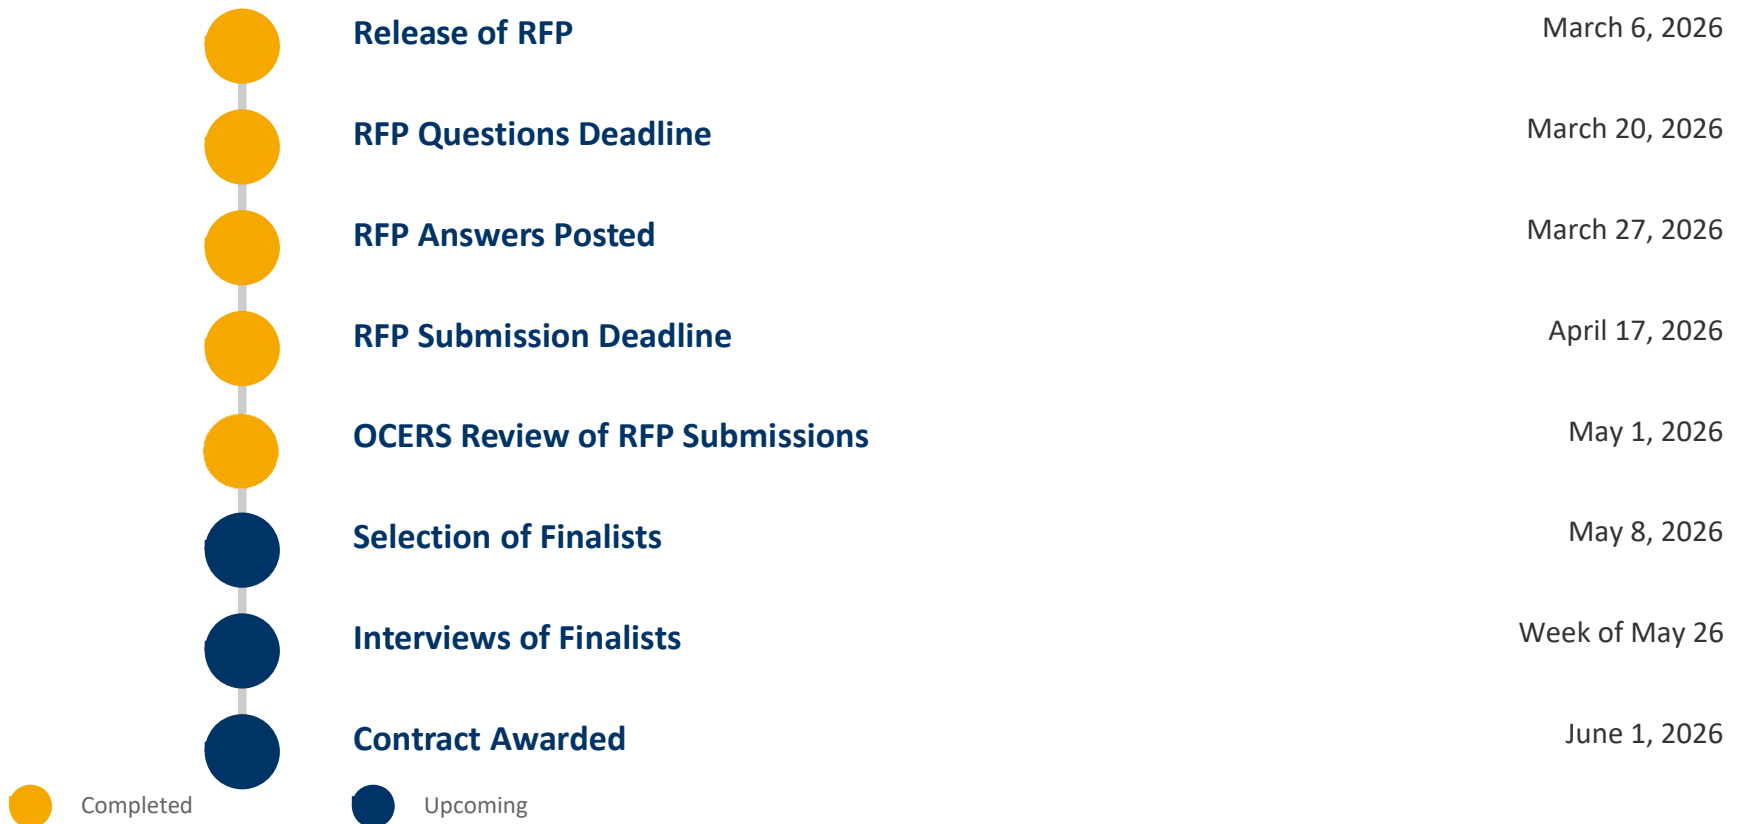 Release of RFP March 6, 2026
RFP Questions Deadline March 20, 2026
RFP Answers Posted March 27, 2026
RFP Submission Deadline April 17, 2026
OCERS Review of RFP Submissions May 1, 2026
Selection of Finalists May 8, 2026
Interviews of Finalists Week of May 26
Contract Awarded June 1, 2026
Completed Upcoming